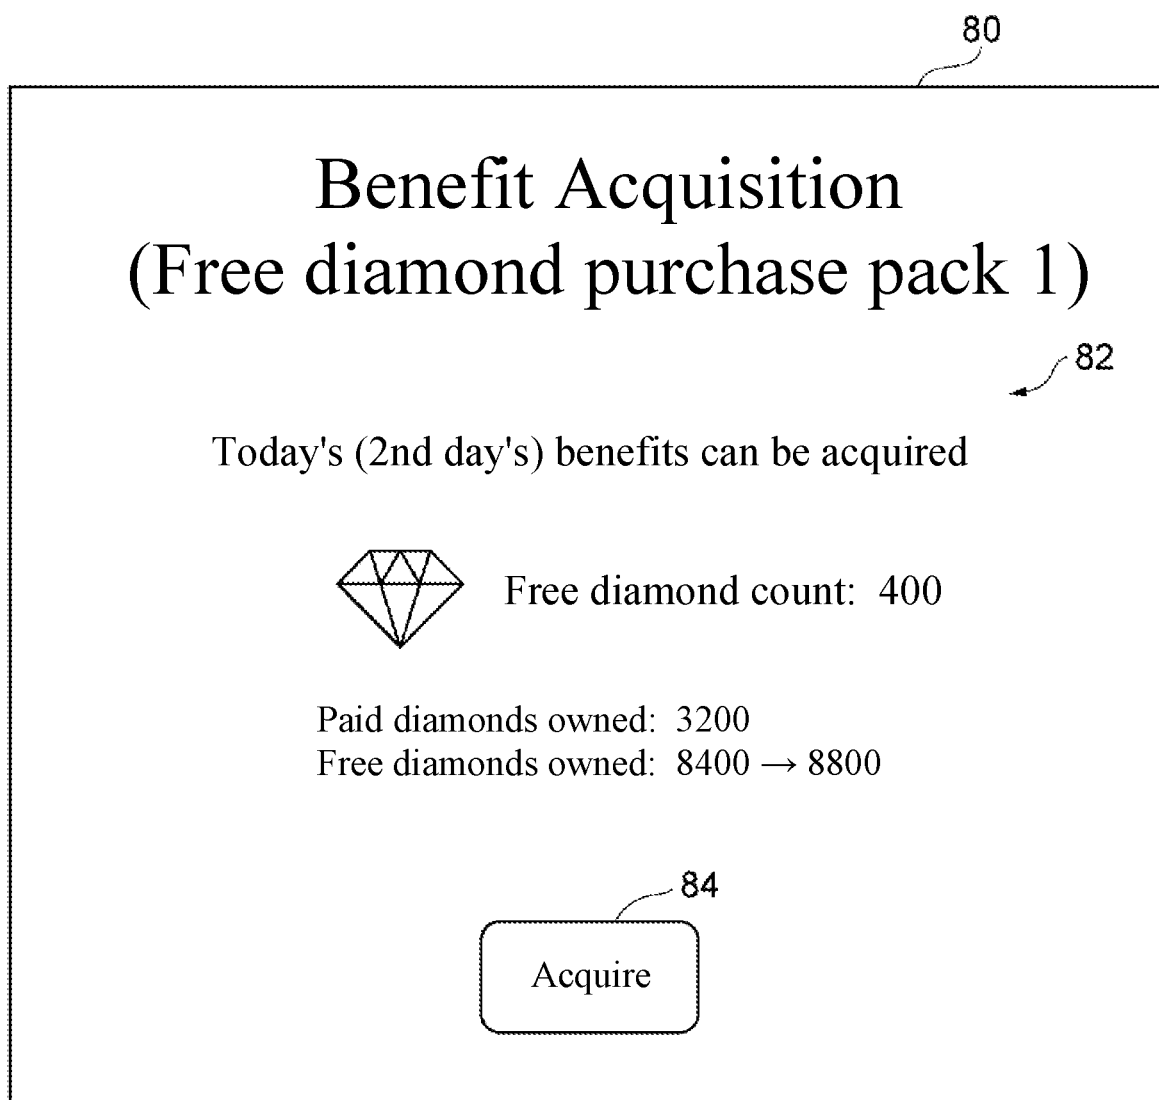 80
Benefit Acquisition
(Free diamond purchase pack 1)
82
Today's (2nd day's) benefits can be acquired
Free diamond count: 400
Paid diamonds owned: 3200
Free diamonds owned: 8400 → 8800
84
Acquire